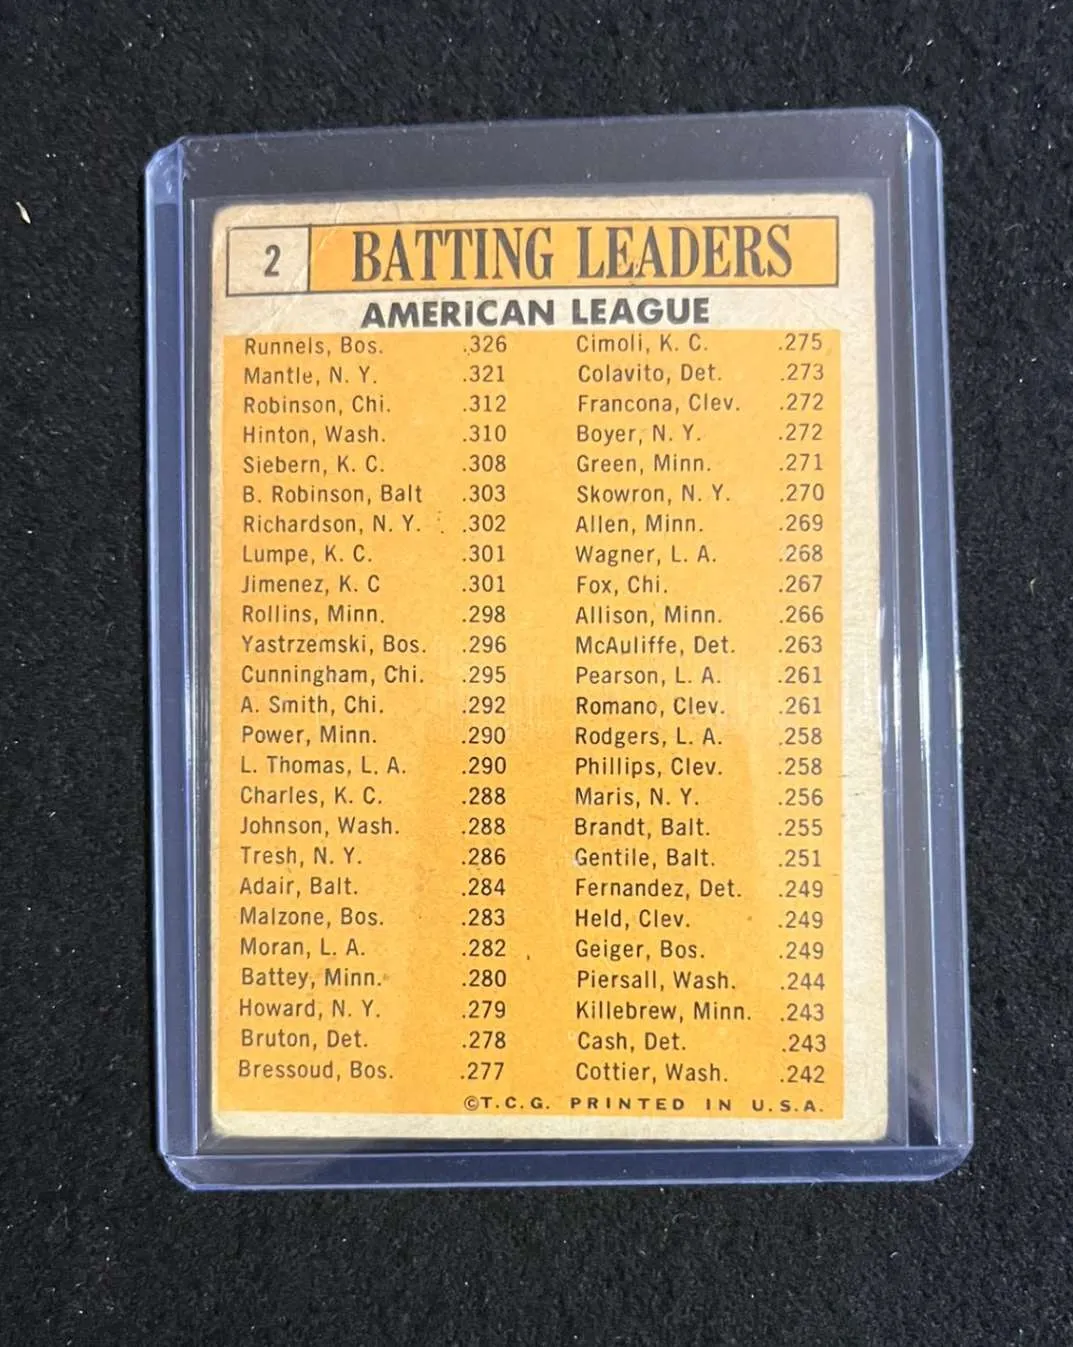 2 BATTING LEADERS
AMERICAN LEAGUE
Runnels, Bos. .326
Mantle, N. Y. .321
Robinson, Chi. .312
Hinton, Wash. .310
Siebern, K. C. .308
B. Robinson, Balt .303
Richardson, N. Y. .302
Lumpe, K. C. .301
Jimenez, K. C .301
Rollins, Minn. .298
Yastrzemski, Bos. .296
Cunningham, Chi. .295
A. Smith, Chi. .292
Power, Minn. .290
L. Thomas, L. A. .290
Charles, K. C. .288
Johnson, Wash. .288
Tresh, N. Y. .286
Adair, Balt. .284
Malzone, Bos. .283
Moran, L. A. .282
Battey, Minn. .280
Howard, N. Y. .279
Bruton, Det. .278
Bressoud, Bos. .277
Cimoli, K. C. .275
Colavito, Det. .273
Francona, Clev. .272
Boyer, N. Y. .272
Green, Minn. .271
Skowron, N. Y. .270
Allen, Minn. .269
Wagner, L. A. .268
Fox, Chi. .267
Allison, Minn. .266
McAuliffe, Det. .263
Pearson, L. A. .261
Romano, Clev. .261
Rodgers, L. A. .258
Phillips, Clev. .258
Maris, N. Y. .256
Brandt, Balt. .255
Gentile, Balt. .251
Fernandez, Det. .249
Held, Clev. .249
Geiger, Bos. .249
Piersall, Wash. .244
Killebrew, Minn. .243
Cash, Det. .243
Cottier, Wash. .242
©T.C.G. PRINTED IN U.S.A.